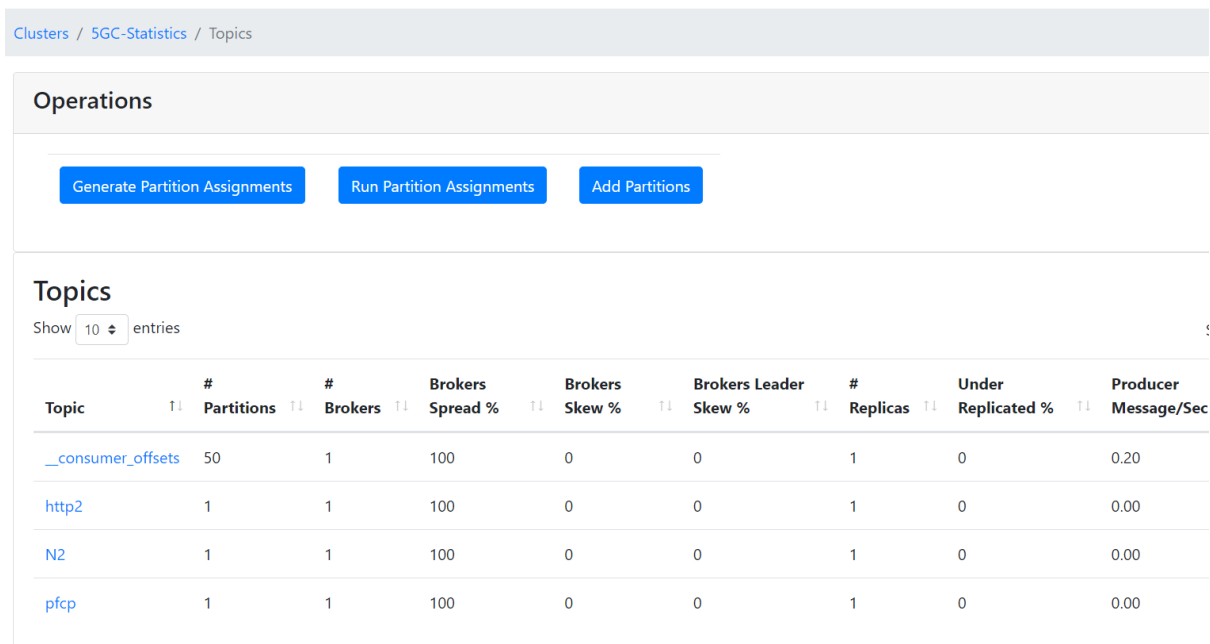 Clusters / 5GC-Statistics / Topics
Operations
Generate Partition Assignments Run Partition Assignments Add Partitions
Topics
Show 10 entries
Topic # Partitions # Brokers Brokers Spread % Brokers Skew % Brokers Leader Skew % # Replicas Under Replicated % Producer Message/Sec
__consumer_offsets 50 1 100 0 0 1 0 0.20
http2 1 1 100 0 0 1 0 0.00
N2 1 1 100 0 0 1 0 0.00
pfcp 1 1 100 0 0 1 0 0.00